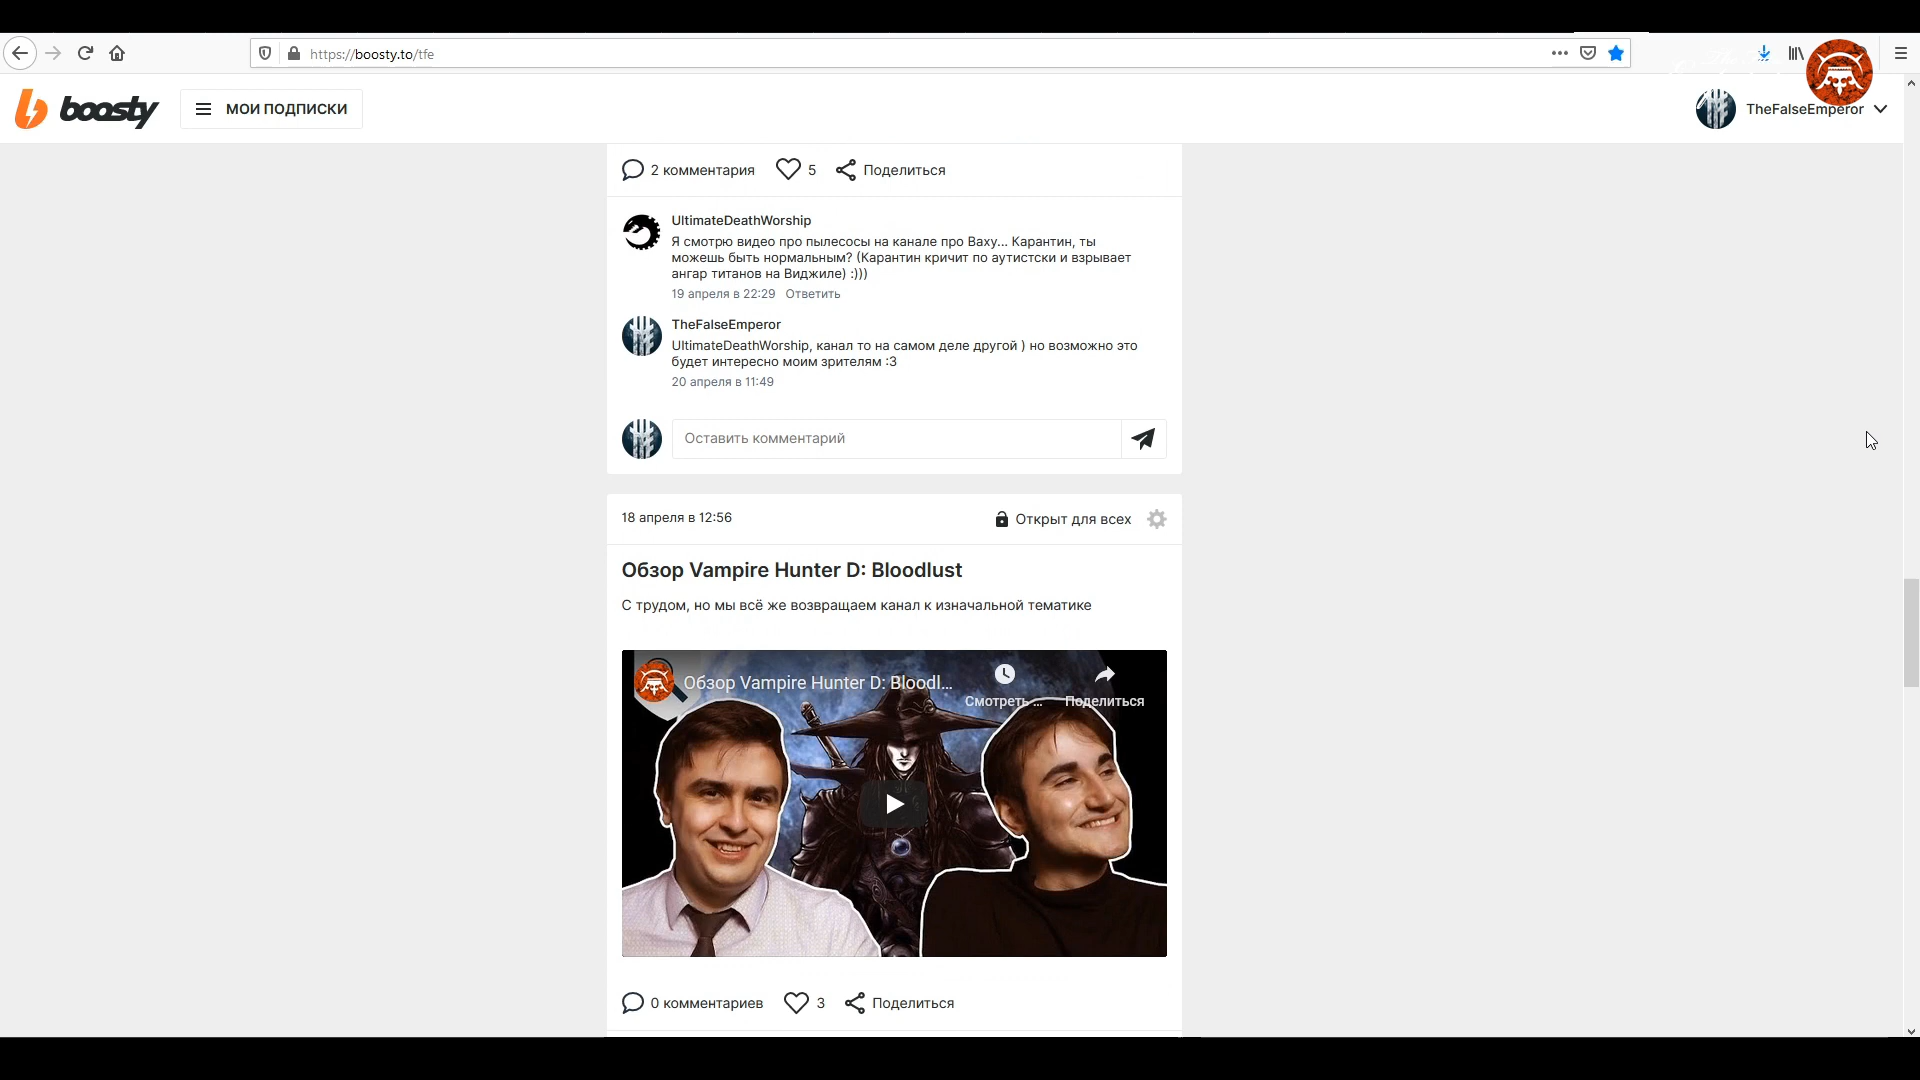 https://boosty.to/tfe
boosty
МОИ ПОДПИСКИ
TheFalseEmperor
2 комментария
5
Поделиться
UltimateDeathWorship
Я смотрю видео про пылесосы на канале про Ваху... Карантин, ты
можешь быть нормальным? (Карантин кричит по аутистски и взрывает
ангар титанов на Виджиле) :)))
19 апреля в 22:29 Ответить
TheFalseEmperor
UltimateDeathWorship, канал то на самом деле другой ) но возможно это
будет интересно моим зрителям :3
20 апреля в 11:49
Оставить комментарий
18 апреля в 12:56
Открыт для всех
Обзор Vampire Hunter D: Bloodlust
С трудом, но мы всё же возвращаем канал к изначальной тематике
Обзор Vampire Hunter D: Bloodl...
Смотреть ...
Поделиться
0 комментариев
3
Поделиться